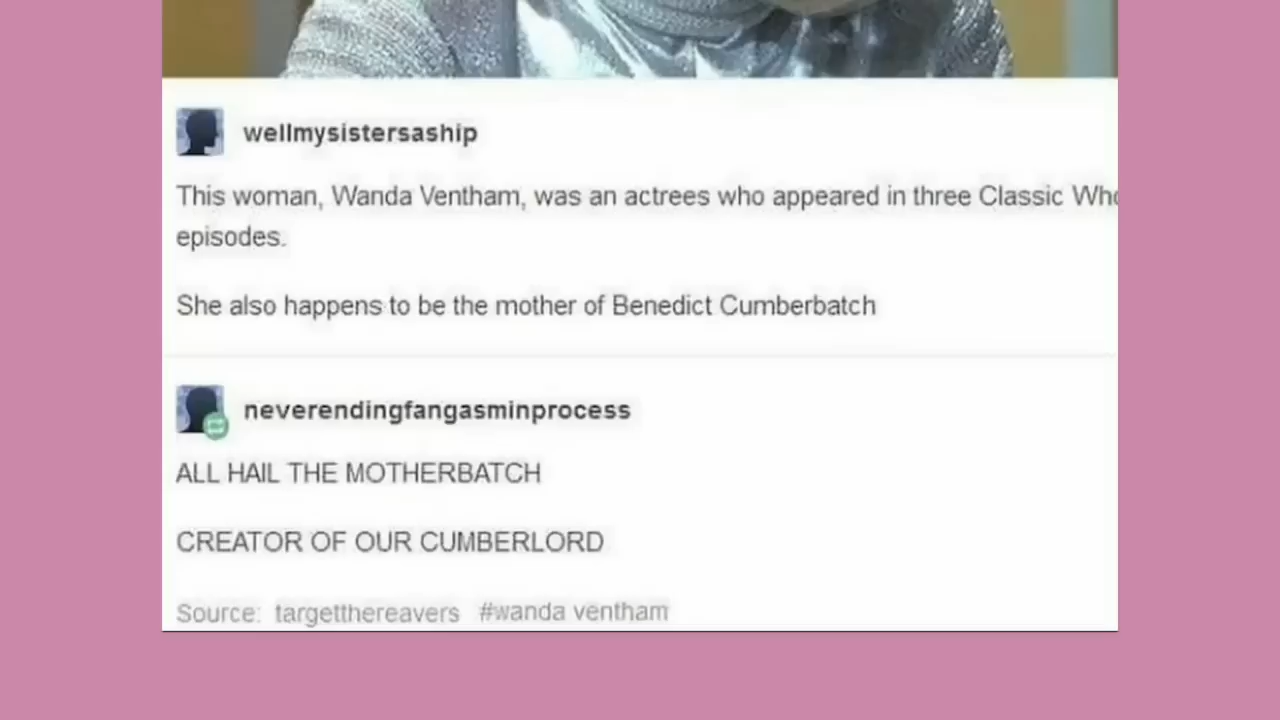 wellmysistersaship
This woman, Wanda Ventham, was an actrees who appeared in three Classic Who
episodes.
She also happens to be the mother of Benedict Cumberbatch
neverendingfangasminprocess
ALL HAIL THE MOTHERBATCH
CREATOR OF OUR CUMBERLORD
Source: targetthereavers #wanda ventham